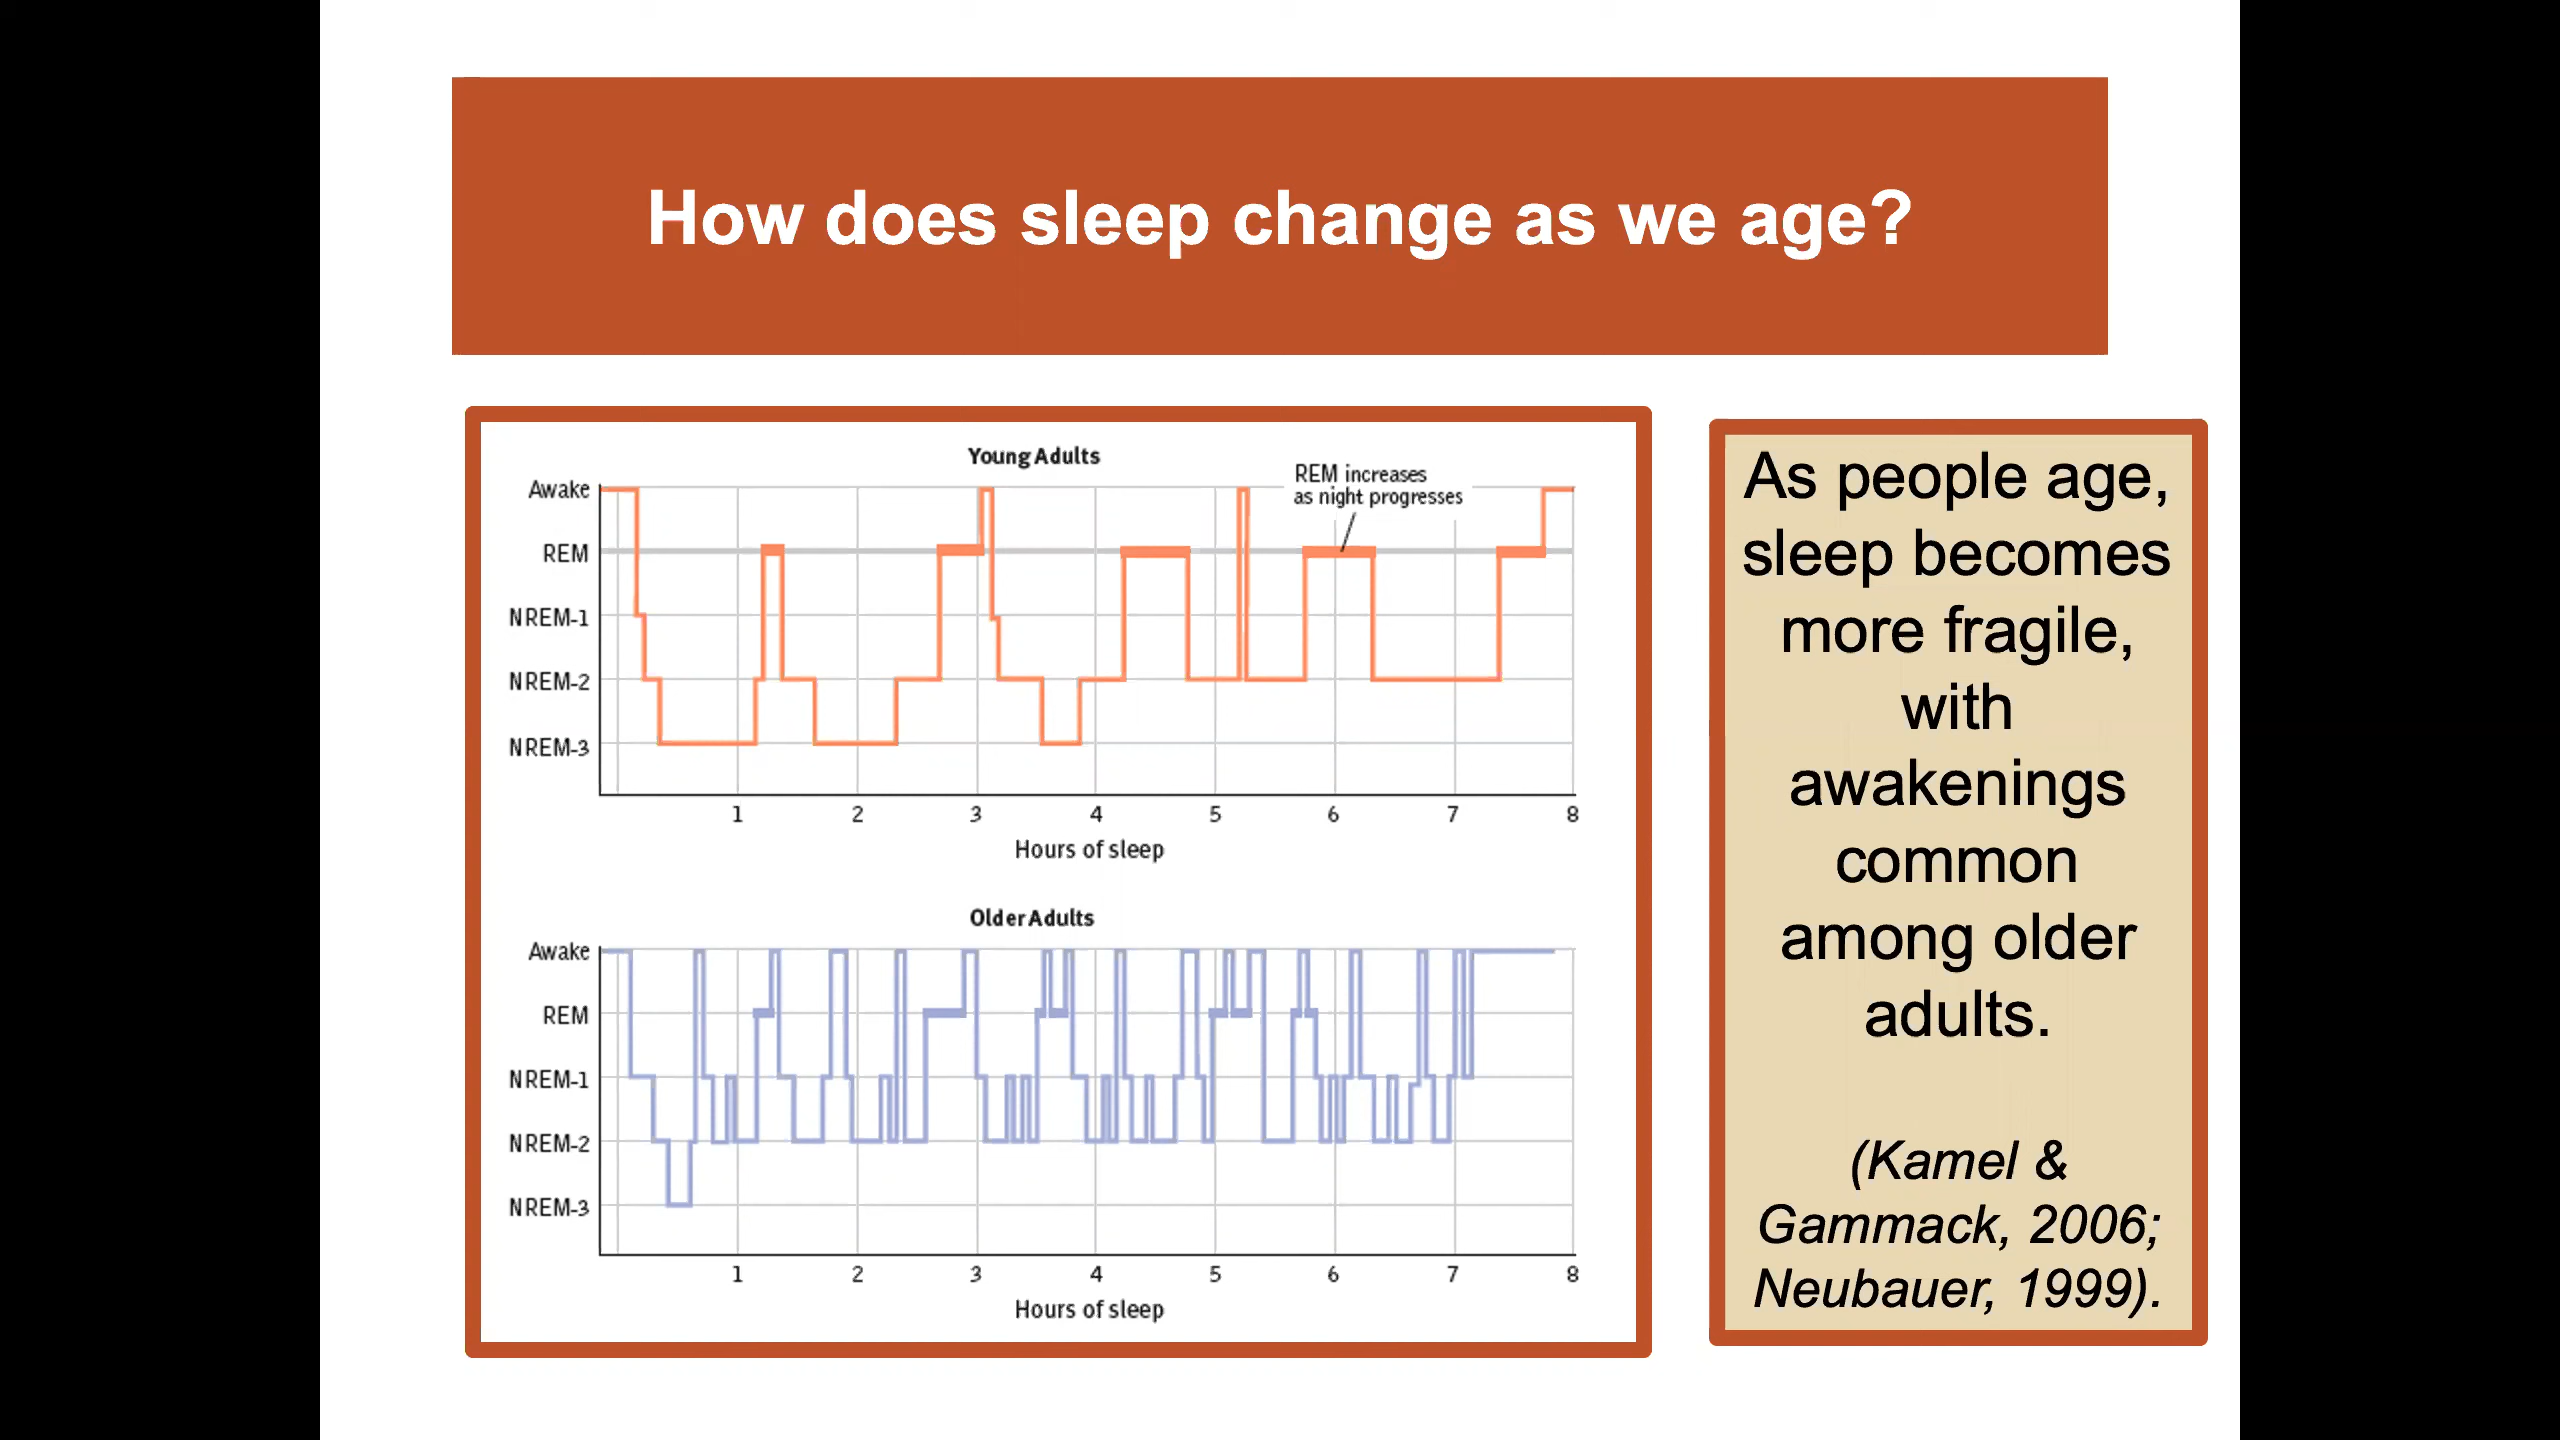 How does sleep change as we age?
Young Adults
REM increases
as night progresses
Awake
REM
NREM-1
NREM-2
NREM-3
1 2 3 4 5 6 7 8
Hours of sleep
Older Adults
Awake
REM
NREM-1
NREM-2
NREM-3
1 2 3 4 5 6 7 8
Hours of sleep
As people age,
sleep becomes
more fragile,
with
awakenings
common
among older
adults.
(Kamel &
Gammack, 2006;
Neubauer, 1999).